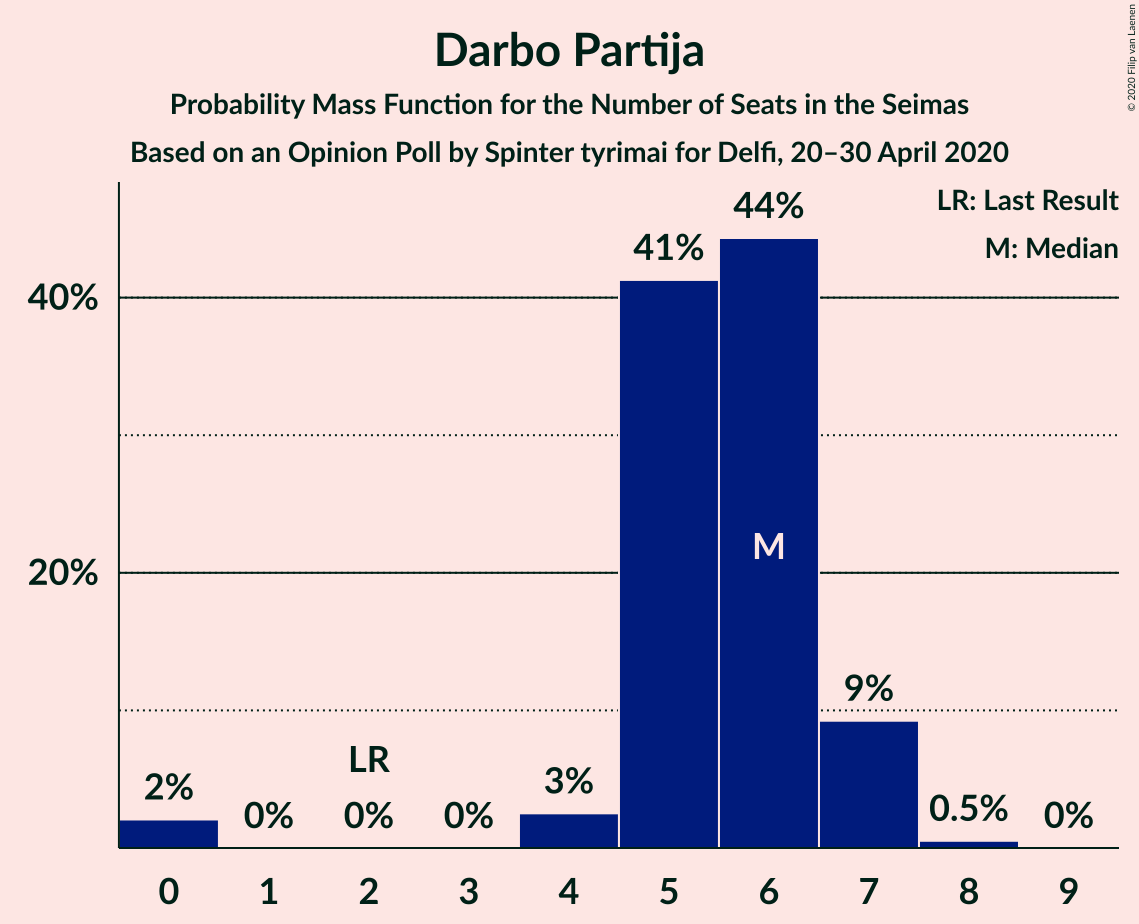 Darbo Partija
Probability Mass Function for the Number of Seats in the Seimas
Based on an Opinion Poll by Spinter tyrimai for Delfi, 20–30 April 2020
© 2020 Filip van Laenen
LR: Last Result
M: Median
44%
41%
40%
M
20%
9%
LR
3%
2%
0%
0%
0%
0.5%
0%
0 1 2 3 4 5 6 7 8 9